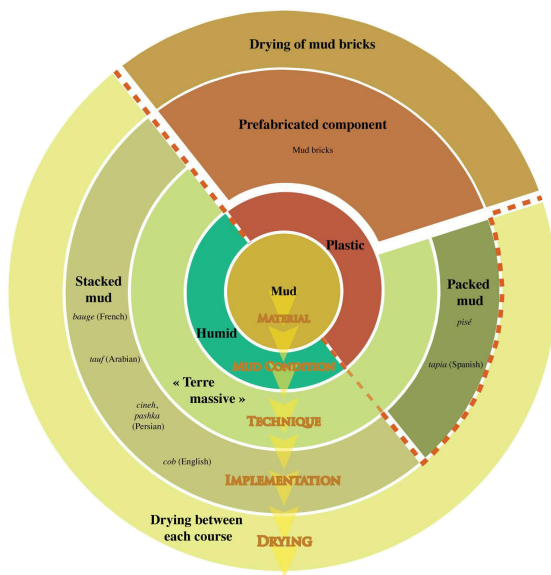 Drying of mud bricks
Prefabricated component
Mud bricks
Plastic
Mud
Stacked
mud
bauge (French)
Packed
mud
pisé
MATERIAL
Humid
tauf (Arabian)
MUD CONDITION
tapia (Spanish)
« Terre
massive »
cineh,
pashka
(Persian)
TECHNIQUE
cob (English)
IMPLEMENTATION
Drying between
each course
DRYING